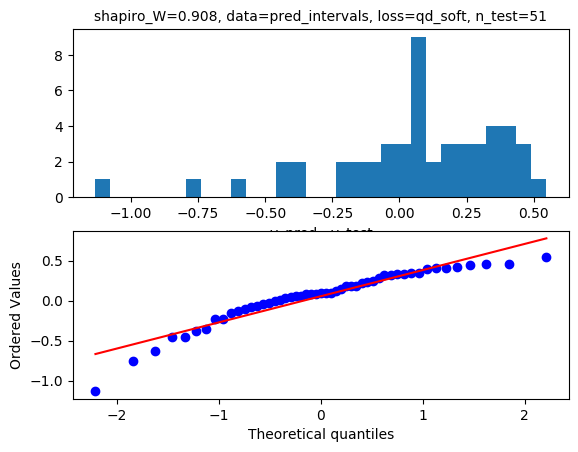 shapiro_W=0.908, data=pred_intervals, loss=qd_soft, n_test=51
8
6
4
2
0
−1.00 −0.75 −0.50 −0.25 0.00 0.25 0.50
0.5
0.0
−0.5
−1.0
Ordered Values
−2 −1 0 1 2
Theoretical quantiles